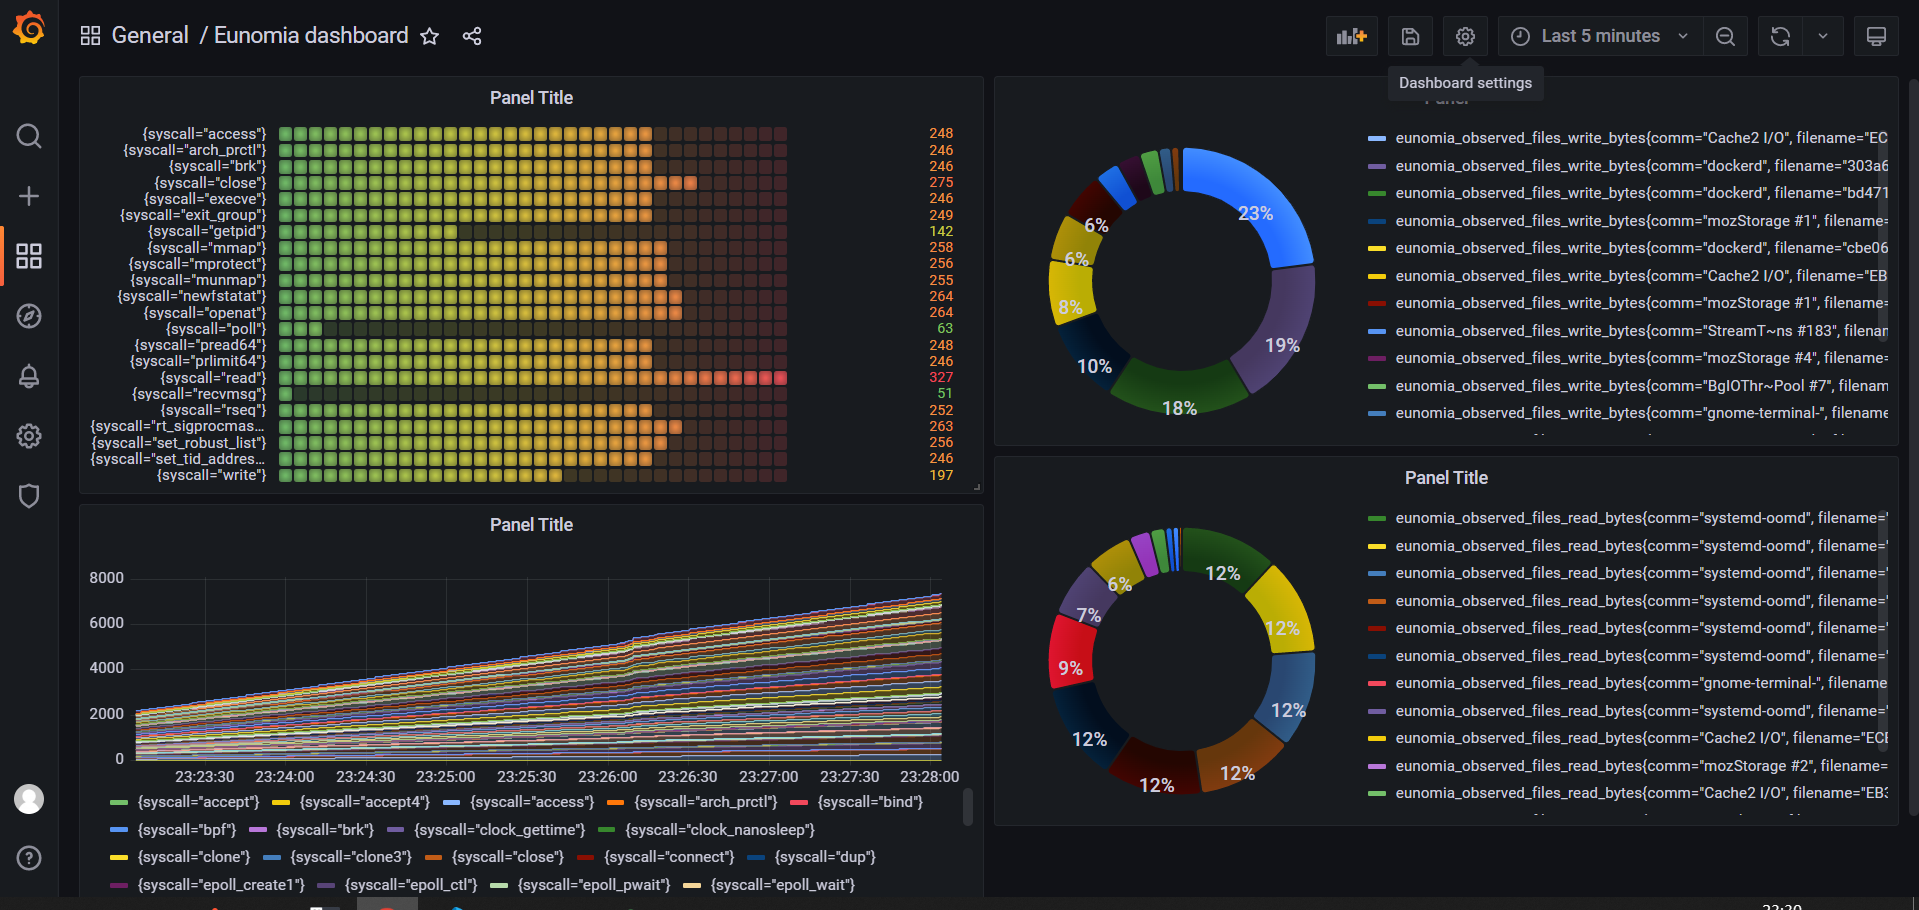 General / Eunomia dashboard
Last 5 minutes
Dashboard settings
Panel Title
{syscall="access"} 248
{syscall="arch_prctl} 246
{syscall="brk"} 246
{syscall="close"} 275
{syscall="execve"} 246
{syscall="exit_group"} 249
{syscall="getpid"} 142
{syscall="mmap"} 258
{syscall="mprotect"} 256
{syscall="munmap"} 255
{syscall="newfstatat"} 264
{syscall="openat"} 264
{syscall="poll"} 63
{syscall="pread64"} 248
{syscall="prlimit64"} 246
{syscall="read"} 327
{syscall="recvmsg"} 51
{syscall="rseq"} 252
{syscall="rt_sigprocmas... 263
{syscall="set_robust_list} 256
{syscall="set_tid_addres... 246
{syscall="write"} 197
Panel Title
8000
6000
4000
2000
0
23:23:30 23:24:00 23:24:30 23:25:00 23:25:30 23:26:00 23:26:30 23:27:00 23:27:30 23:28:00
{syscall="accept"} {syscall="accept4"} {syscall="access"} {syscall="arch_prctl"} {syscall="bind"}
{syscall="bpf"} {syscall="brk"} {syscall="clock_gettime"} {syscall="clock_nanosleep"}
{syscall="clone"} {syscall="clone3"} {syscall="close"} {syscall="connect"} {syscall="dup"}
{syscall="epoll_create1"} {syscall="epoll_ctl"} {syscall="epoll_pwait"} {syscall="epoll_wait"}
Panel
23%
19%
18%
10%
8%
6%
6%
eunomia_observed_files_write_bytes{comm="Cache2 I/O", filename="EC
eunomia_observed_files_write_bytes{comm="dockerd", filename="303a6
eunomia_observed_files_write_bytes{comm="dockerd", filename="bd471
eunomia_observed_files_write_bytes{comm="mozStorage #1", filename=
eunomia_observed_files_write_bytes{comm="dockerd", filename="cbe06
eunomia_observed_files_write_bytes{comm="Cache2 I/O", filename="EB
eunomia_observed_files_write_bytes{comm="mozStorage #1", filename=
eunomia_observed_files_write_bytes{comm="StreamT~ns #183", filenam
eunomia_observed_files_write_bytes{comm="mozStorage #4", filename=
eunomia_observed_files_write_bytes{comm="BgIOThr~Pool #7", filenam
eunomia_observed_files_write_bytes{comm="gnome-terminal-", filename
Panel Title
12%
12%
12%
12%
12%
12%
9%
7%
6%
eunomia_observed_files_read_bytes{comm="systemd-oomd", filename="
eunomia_observed_files_read_bytes{comm="systemd-oomd", filename="
eunomia_observed_files_read_bytes{comm="systemd-oomd", filename="
eunomia_observed_files_read_bytes{comm="systemd-oomd", filename="
eunomia_observed_files_read_bytes{comm="systemd-oomd", filename="
eunomia_observed_files_read_bytes{comm="systemd-oomd", filename="
eunomia_observed_files_read_bytes{comm="gnome-terminal-", filename
eunomia_observed_files_read_bytes{comm="systemd-oomd", filename="
eunomia_observed_files_read_bytes{comm="Cache2 I/O", filename="ECE
eunomia_observed_files_read_bytes{comm="mozStorage #2", filename=
eunomia_observed_files_read_bytes{comm="Cache2 I/O", filename="EB3